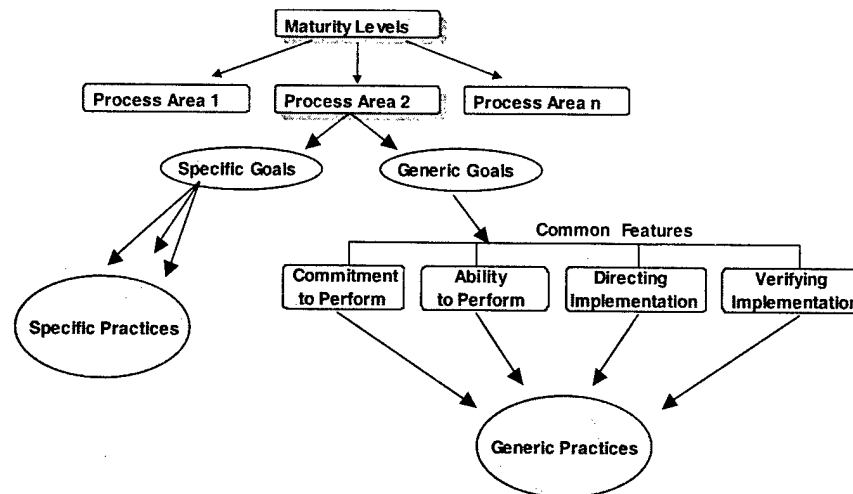 Maturity Levels
Process Area 1
Process Area 2
Process Area n
Specific Goals
Generic Goals
Common Features
Commitment
to Perform
Ability
to Perform
Directing
Implementation
Verifying
Implementation
Specific Practices
Generic Practices